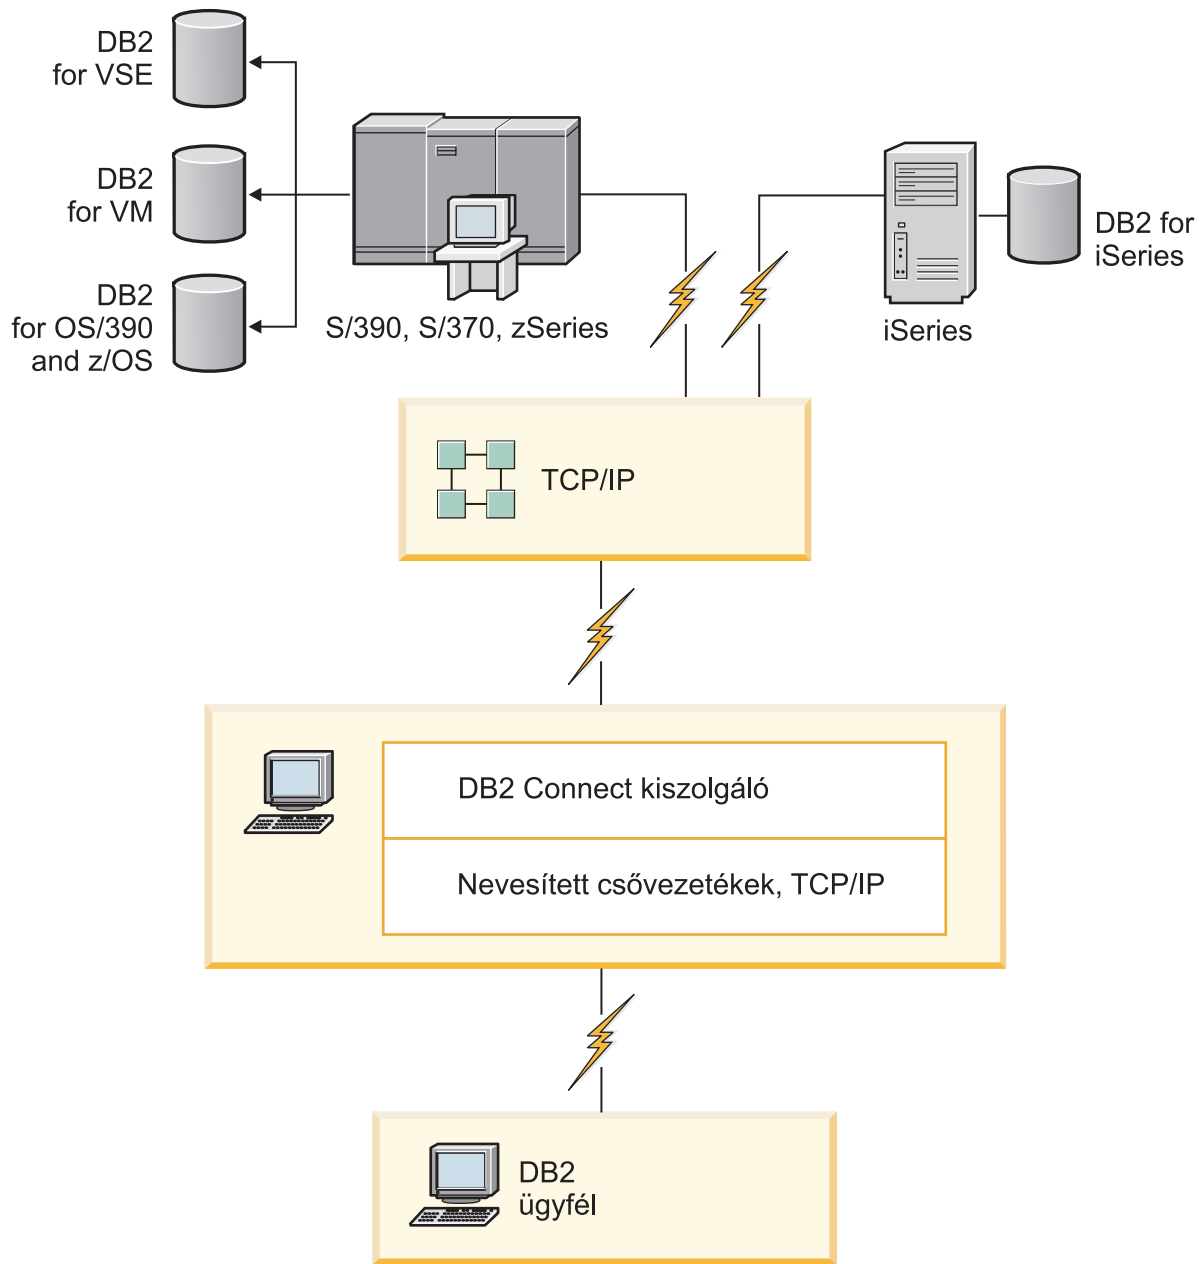 DB2
for VSE
DB2
for VM
DB2
for OS/390
and z/OS
S/390, S/370, zSeries
DB2 for
iSeries
iSeries
TCP/IP
DB2 Connect kiszolgáló
Nevesített csővezetékek, TCP/IP
DB2
ügyfél